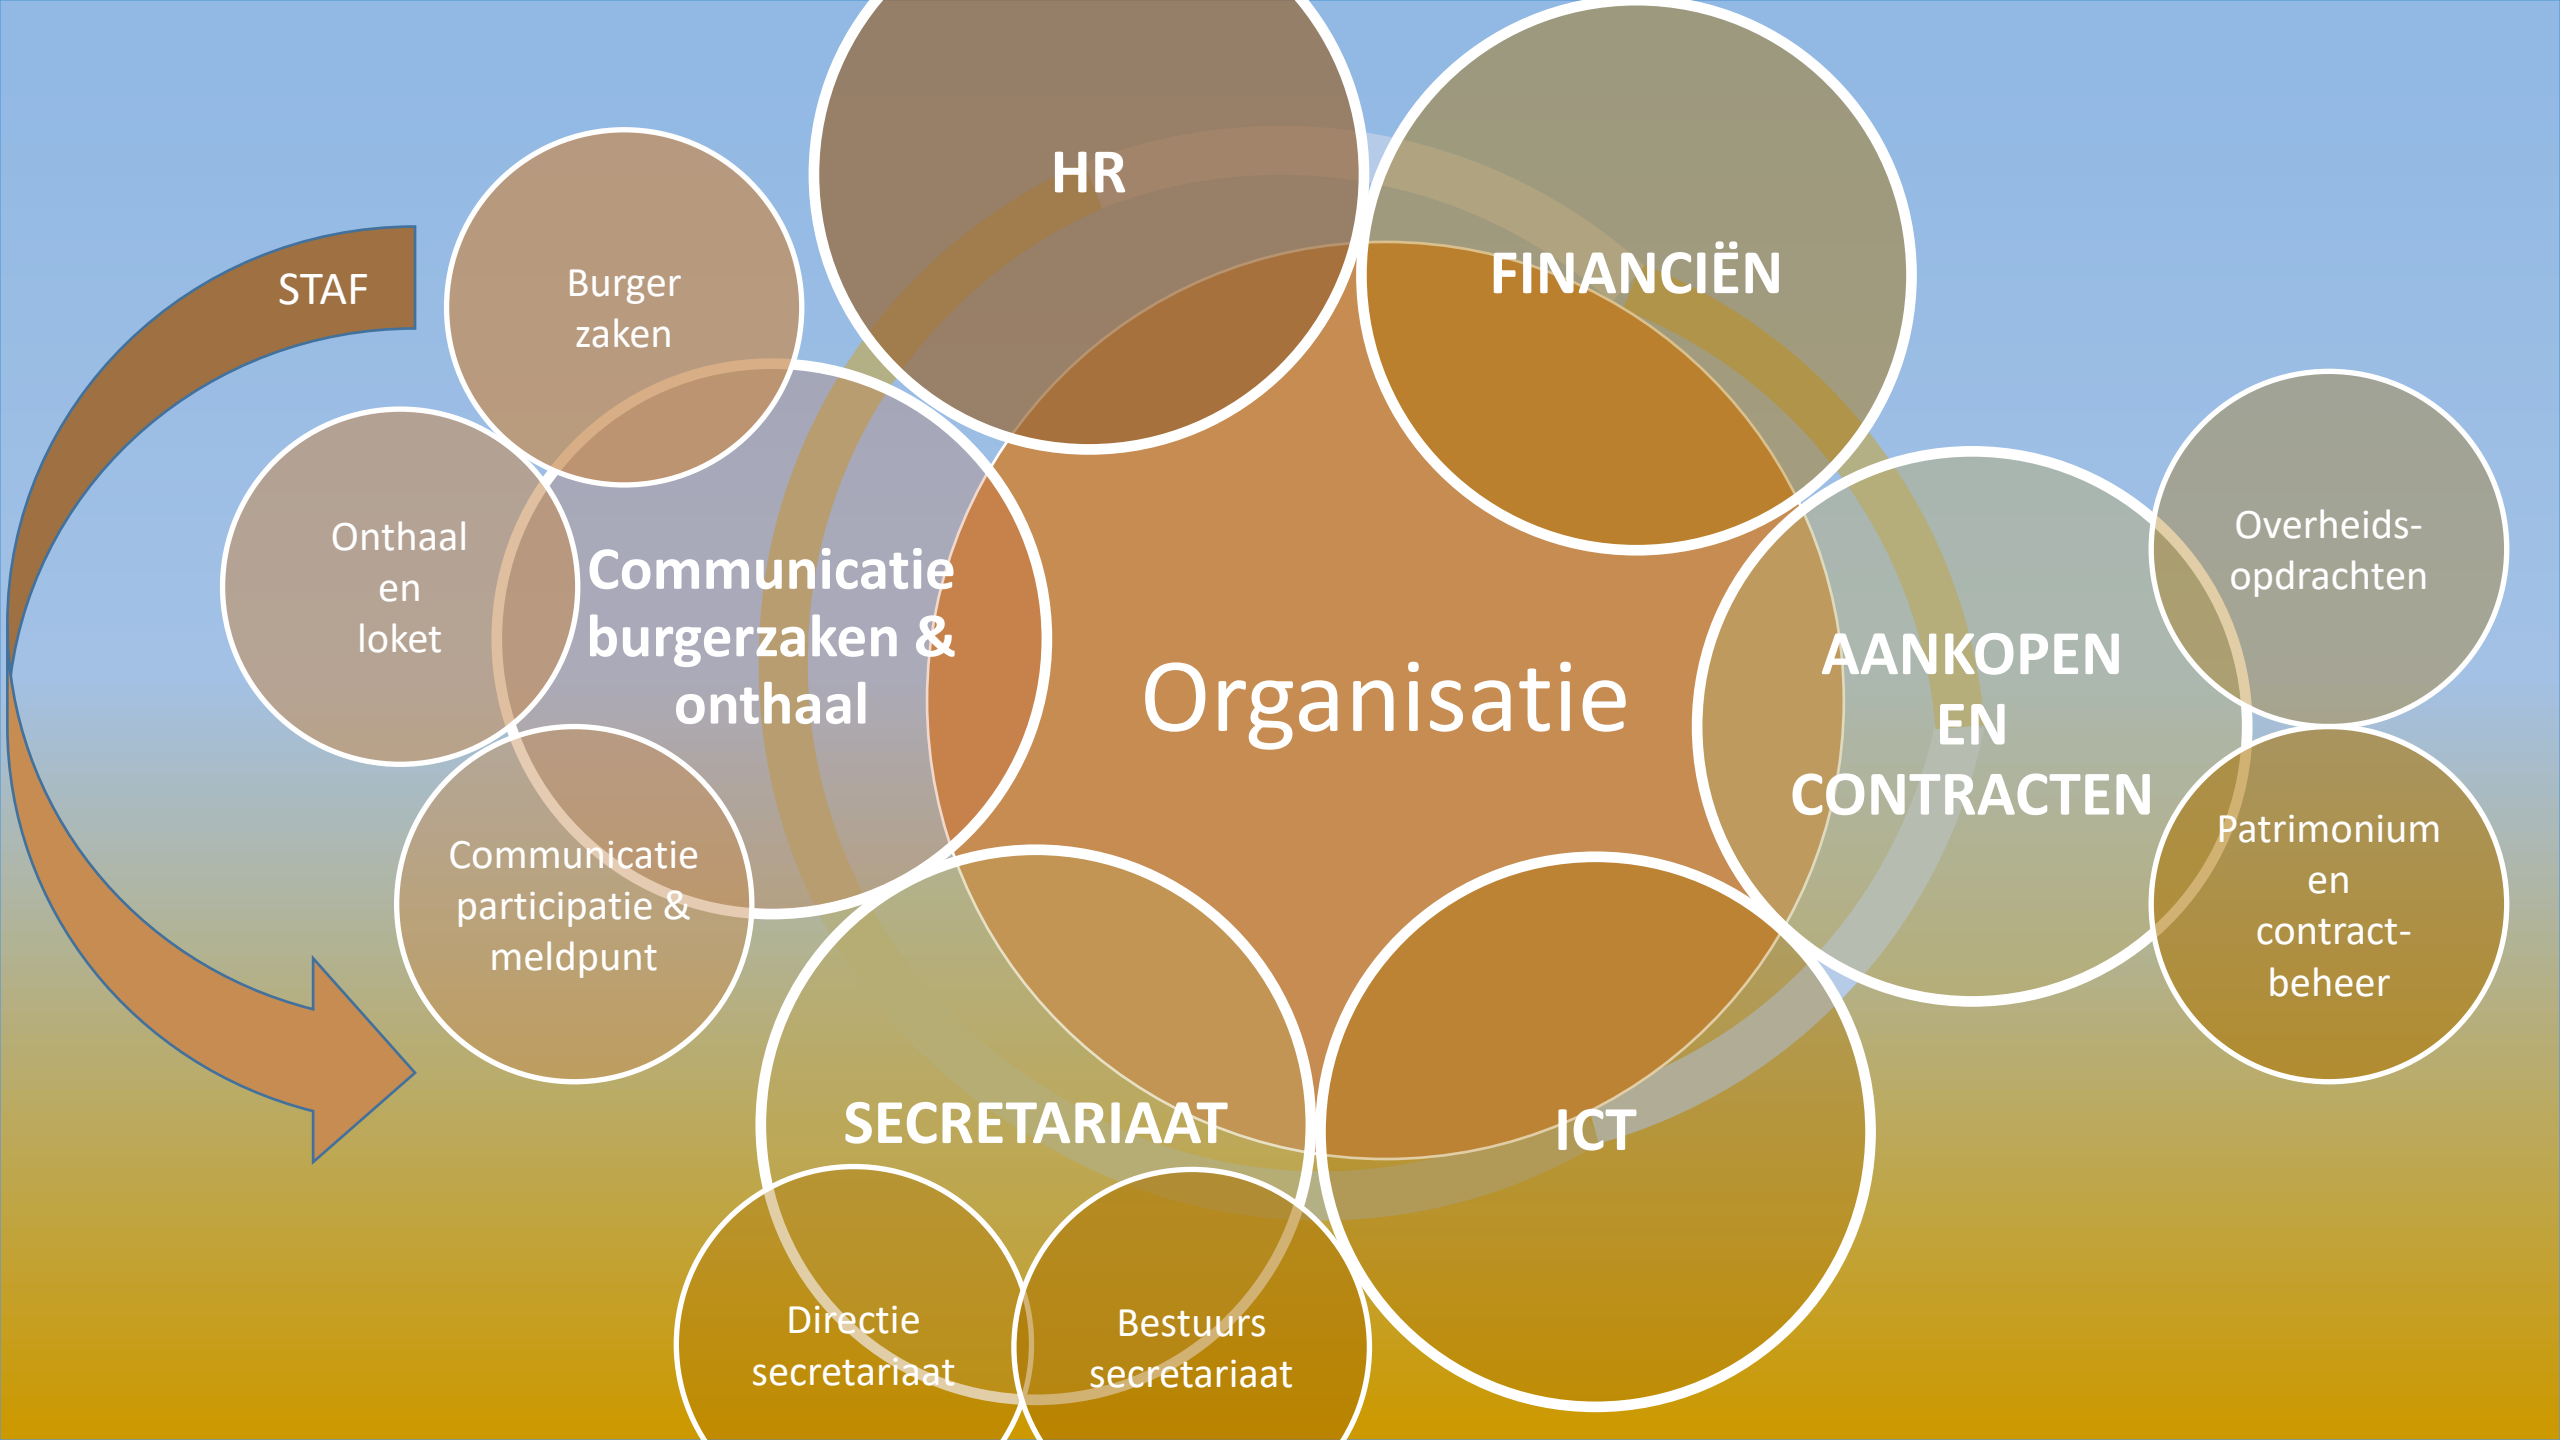 HR
FINANCIËN
STAF
Burger
zaken
Onthaal
en
loket
Communicatie
burgerzaken &
onthaal
Communicatie
participatie &
meldpunt
Organisatie
AANKOPEN
EN
CONTRACTEN
Overheids-
opdrachten
Patrimonium
en
contract-
beheer
SECRETARIAAT
ICT
Directie
secretariaat
Bestuurs
secretariaat